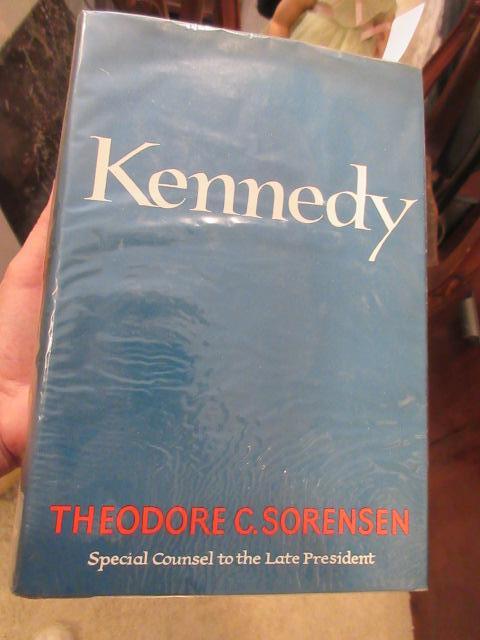 Kennedy
THEODORE C. SORENSEN
Special Counsel to the Late President